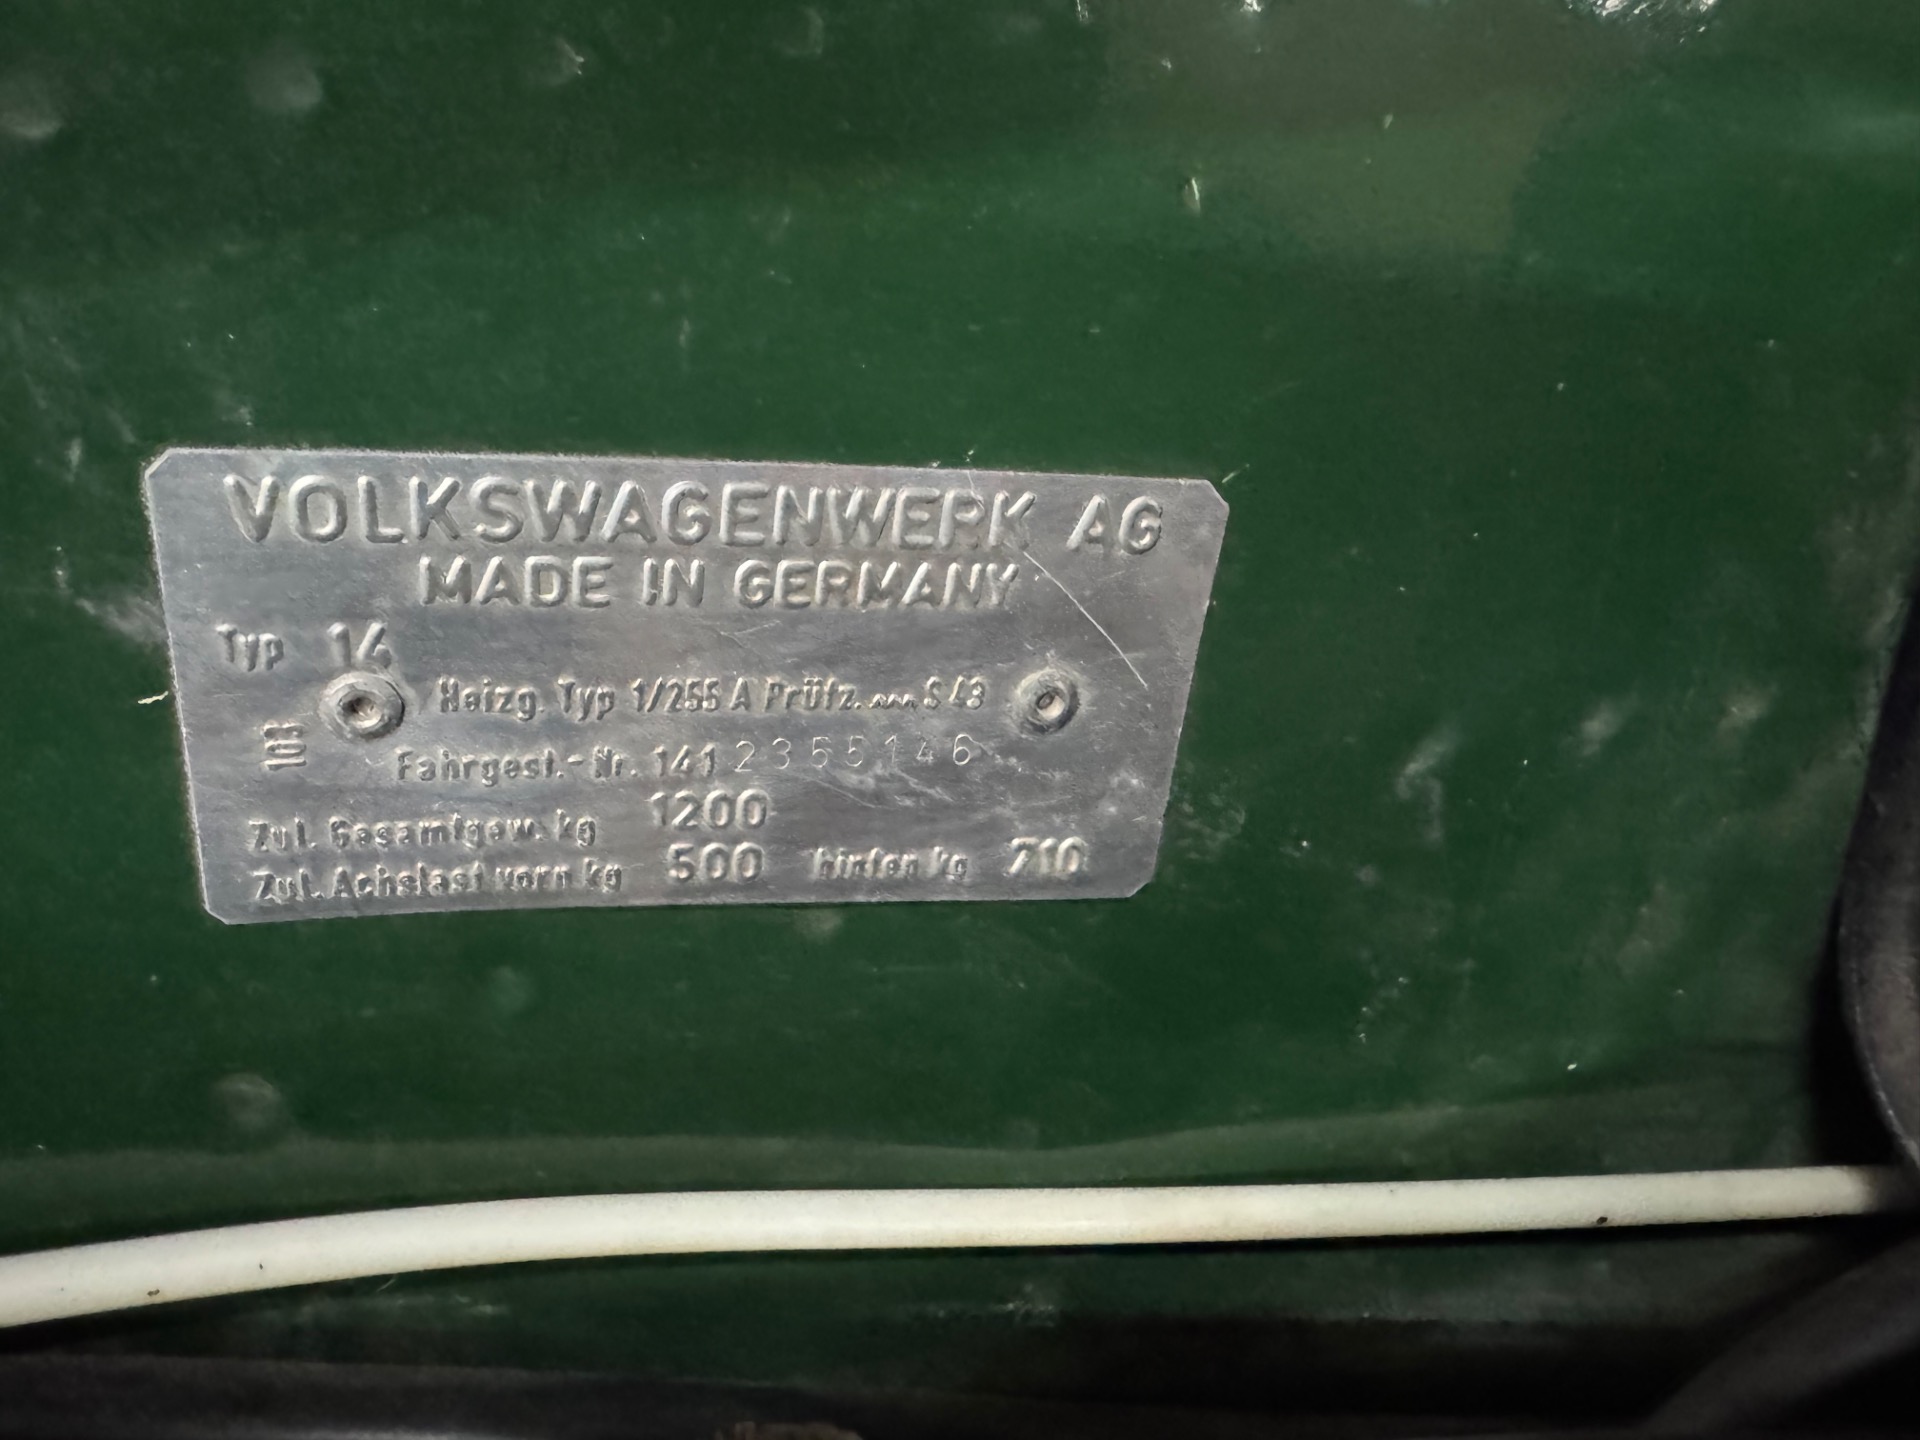 VOLKSWAGENWERK AG
MADE IN GERMANY
Typ 14
Heizg. Typ 1/255 A Prüfz. ~~~ S 43
103
Fahrgest.-Nr. 141 2355146
Zul. Gesamtgew. kg 1200
Zul. Achslast vorn kg 500 hinten kg 710